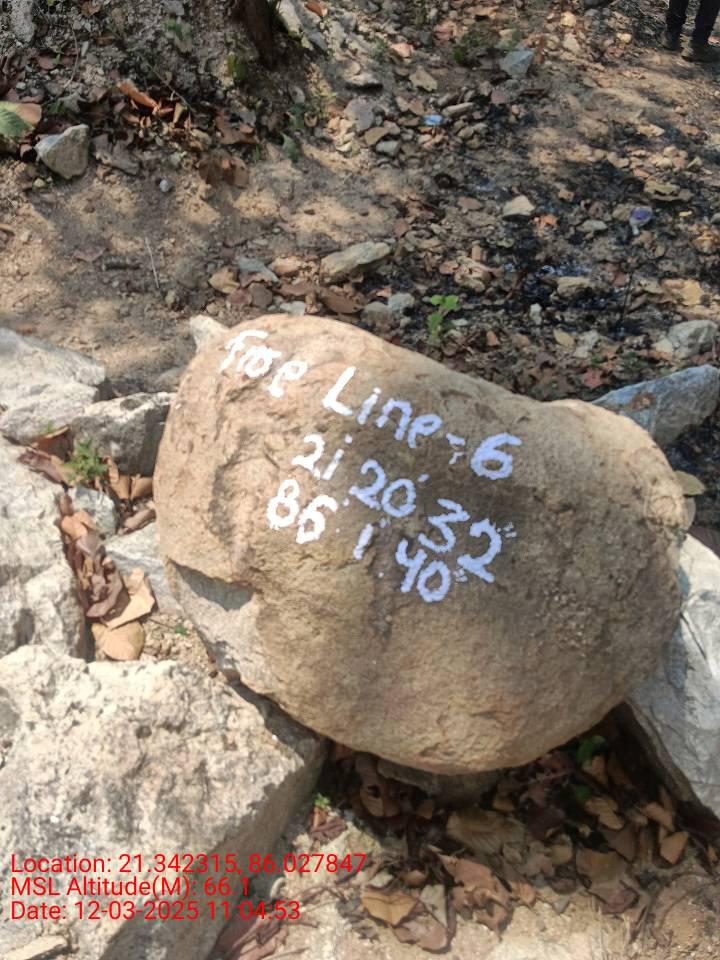 Fire Line-6
21°20'32"
86°1'40"
Location: 21.342315, 86.027847
MSL Altitude(M): 66.1
Date: 12-03-2025 11:04:53